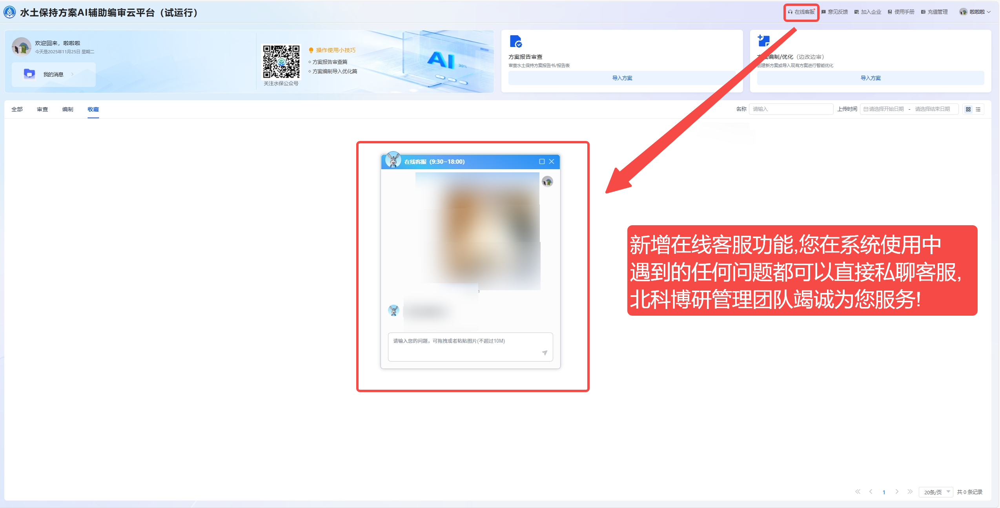 水土保持方案AI辅助编审云平台（试运行）
在线客服
意见反馈
加入企业
使用手册
充值管理
啦啦啦
欢迎回来，啦啦啦
今天是2025年11月25日 星期二
我的消息
关注水保公众号
操作使用小技巧
方案报告审查篇
方案编制导入优化篇
AI
30%
方案报告审查
审查水土保持方案报告书/报告表
导入方案
编制/优化（边改边审）
创建新方案或导入现有方案进行智能优化
导入方案
全部
审查
编制
收藏
名称
请输入
上传时间
请选择开始日期 - 请选择结束日期
在线客服（9:30~18:00）
请输入您的问题，可拖拽或者粘贴图片(不超过10M)
新增在线客服功能,您在系统使用中
遇到的任何问题都可以直接私聊客服,
北科博研管理团队竭诚为您服务!
1
20条/页
共 0 条记录